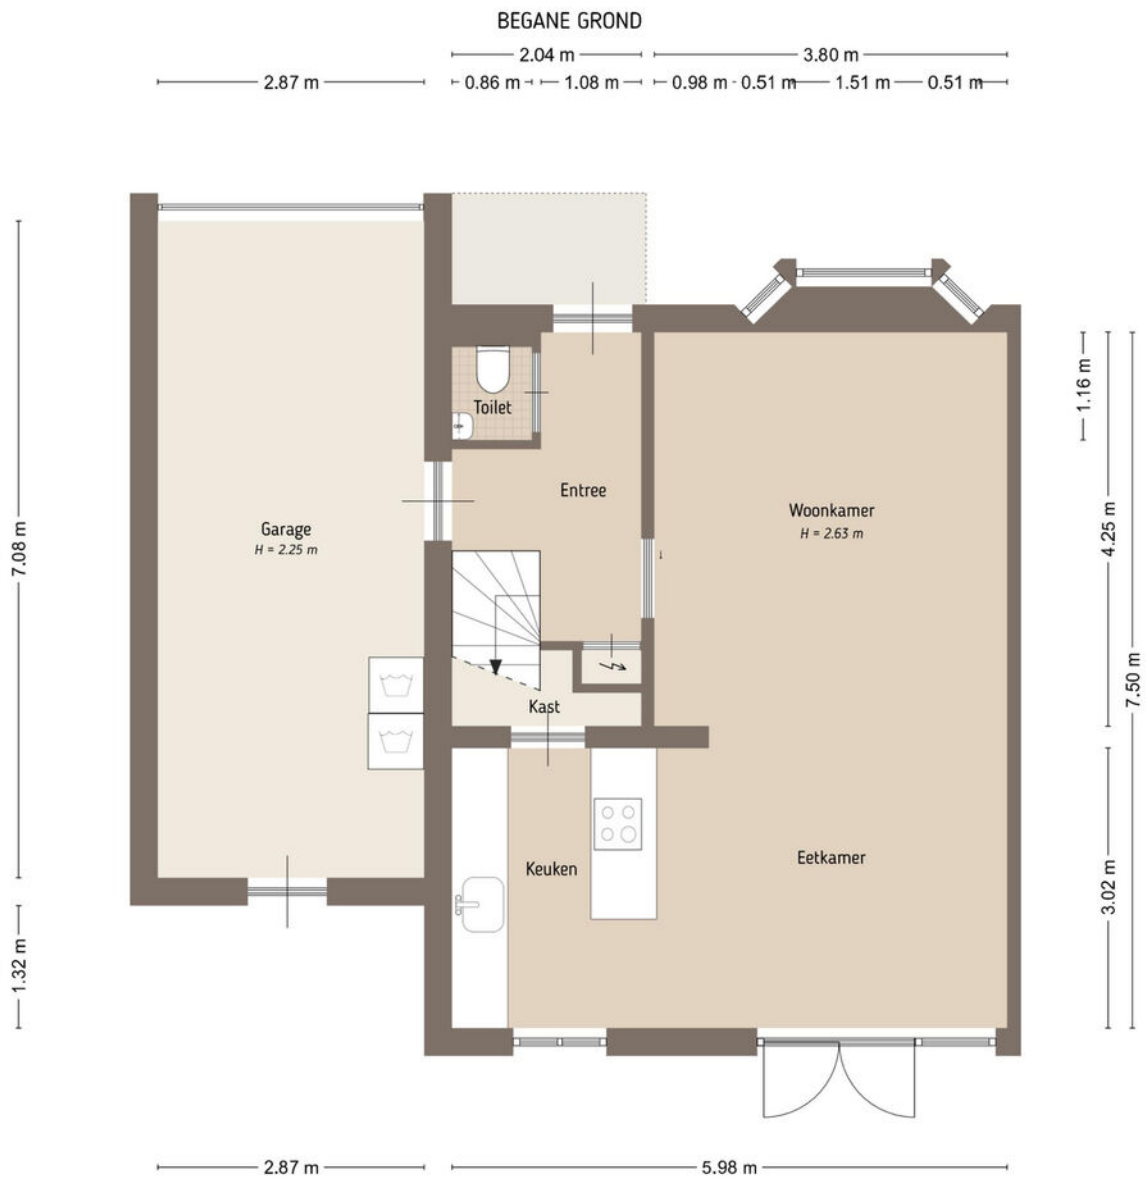 BEGANE GROND
2.04 m
3.80 m
2.87 m
0.86 m
1.08 m
0.98 m
0.51 m
1.51 m
0.51 m
Toilet
1.16 m
Entree
Woonkamer
H = 2.63 m
Garage
H = 2.25 m
4.25 m
7.08 m
7.50 m
Kast
Keuken
Eetkamer
3.02 m
1.32 m
2.87 m
5.98 m